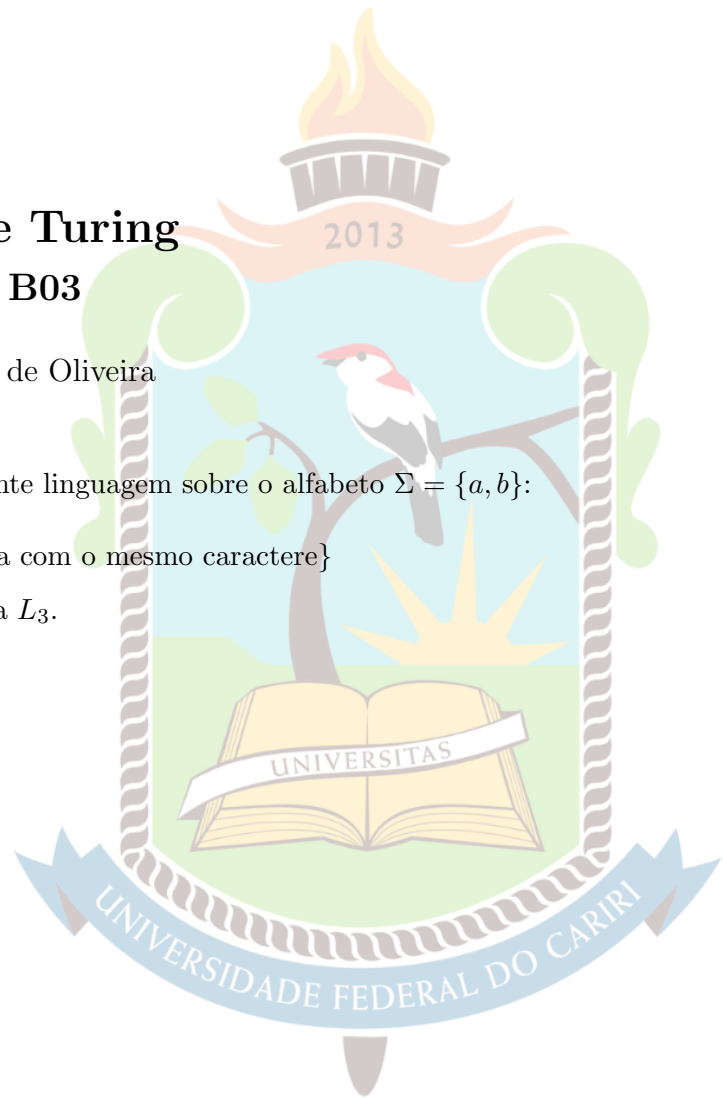 2013
e Turing
B03
de Oliveira
nte linguagem sobre o alfabeto Σ = {a, b}:
a com o mesmo caractere}
a L₃.
UNIVERSITAS
UNIVERSIDADE FEDERAL DO CARIRI